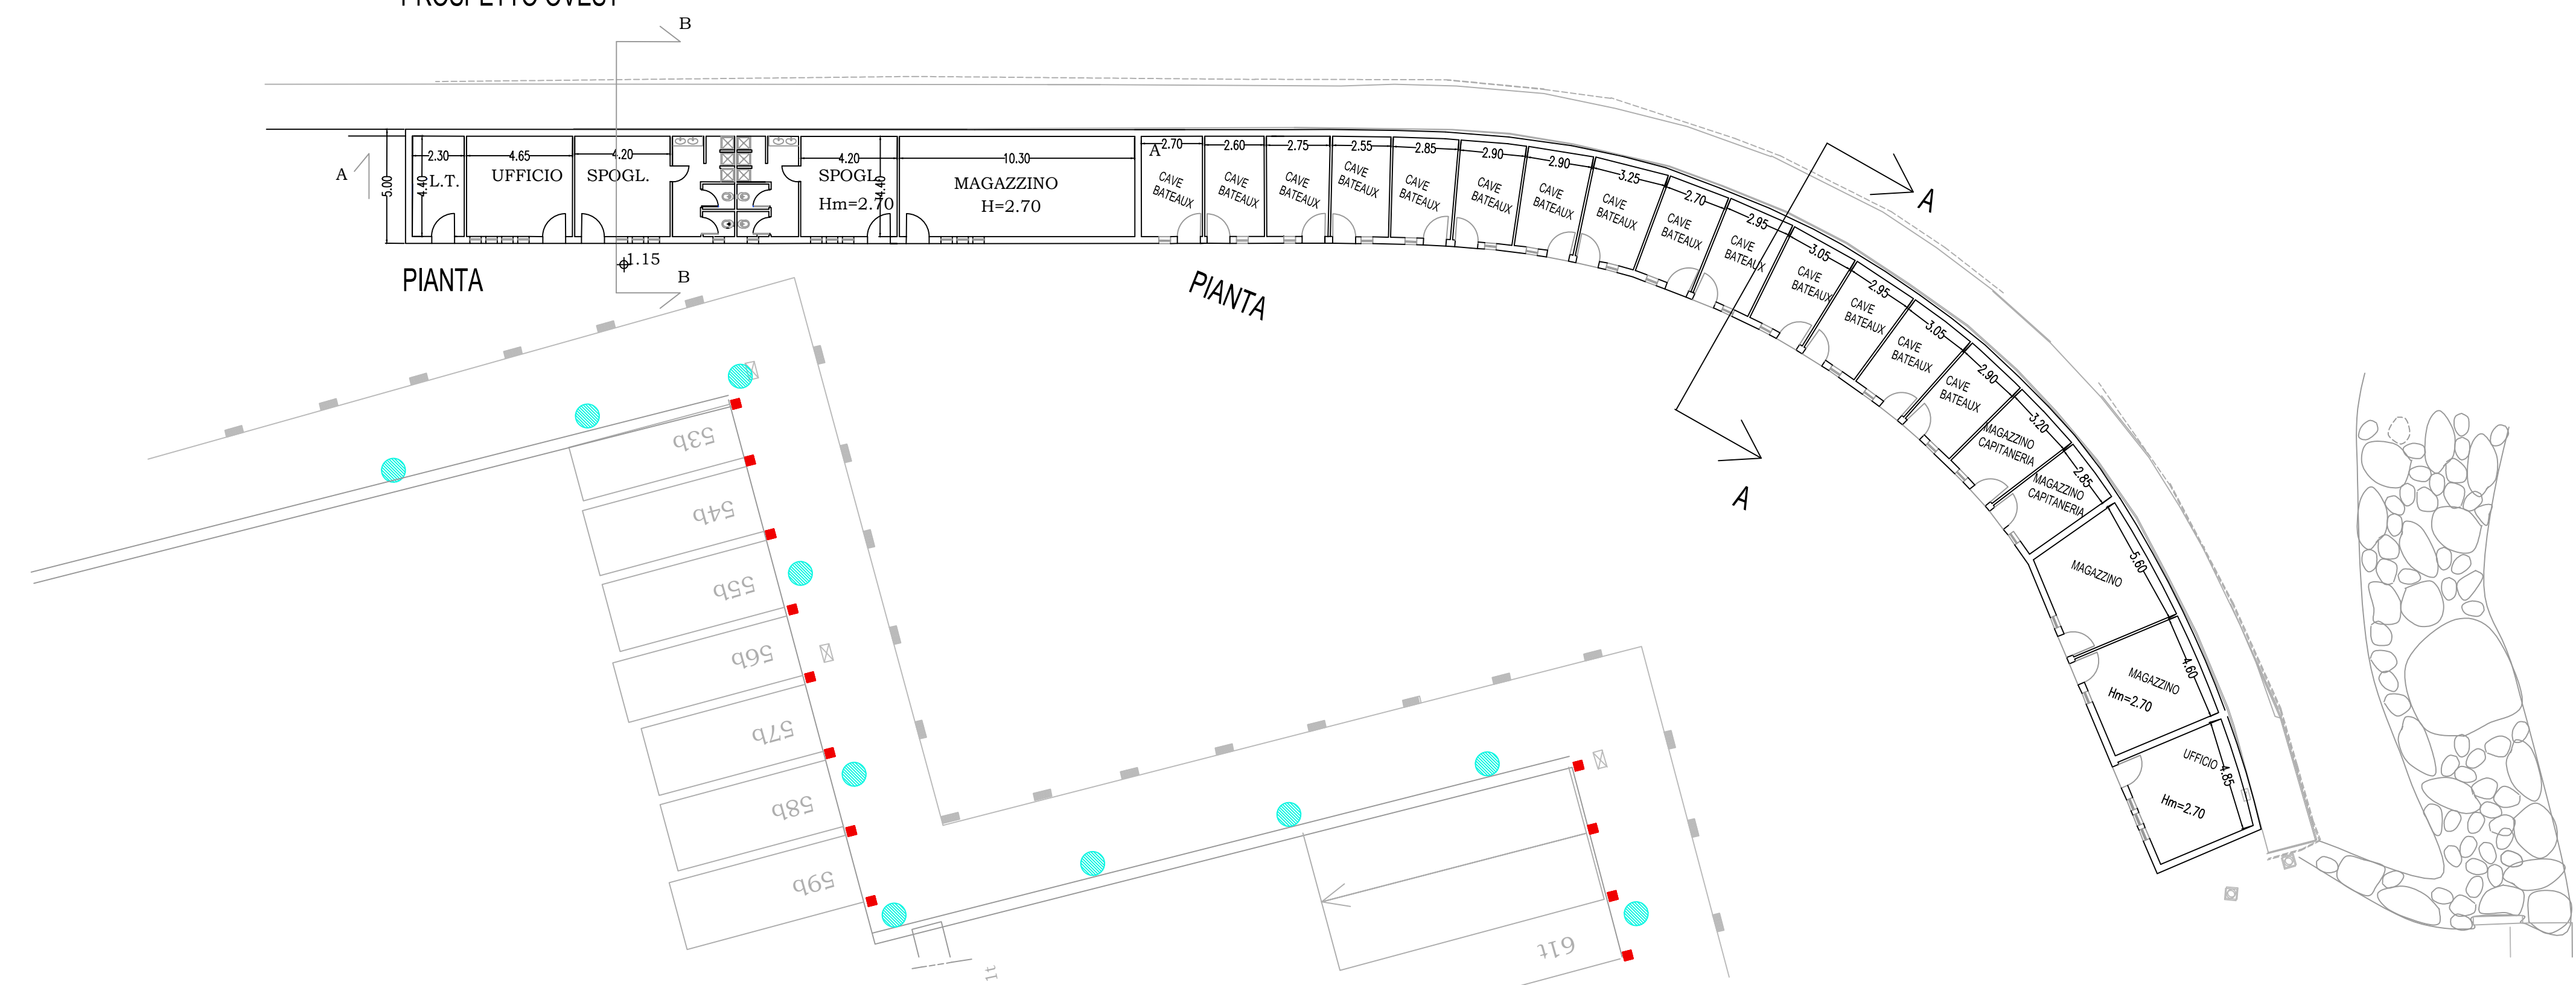 PROSPETTO OVEST
B
A
5.00
4.40
2.30
L.T.
4.65
UFFICIO
4.20
SPOGL.
4.20
SPOGL.
Hm=2.70
4.40
10.30
MAGAZZINO
H=2.70
1.15
B
PIANTA
PIANTA
A
2.70
CAVE
BATEAUX
2.60
CAVE
BATEAUX
2.75
CAVE
BATEAUX
2.55
CAVE
BATEAUX
2.85
CAVE
BATEAUX
2.90
CAVE
BATEAUX
2.90
CAVE
BATEAUX
3.25
CAVE
BATEAUX
2.70
CAVE
BATEAUX
2.95
CAVE
BATEAUX
3.05
CAVE
BATEAUX
2.95
CAVE
BATEAUX
3.05
CAVE
BATEAUX
2.90
CAVE
BATEAUX
3.20
MAGAZZINO
CAPITANERIA
2.85
MAGAZZINO
CAPITANERIA
5.60
MAGAZZINO
4.60
MAGAZZINO
Hm=2.70
UFFICIO
4.85
Hm=2.70
A
A
53b
54b
55b
56b
57b
58b
59b
1t
61t